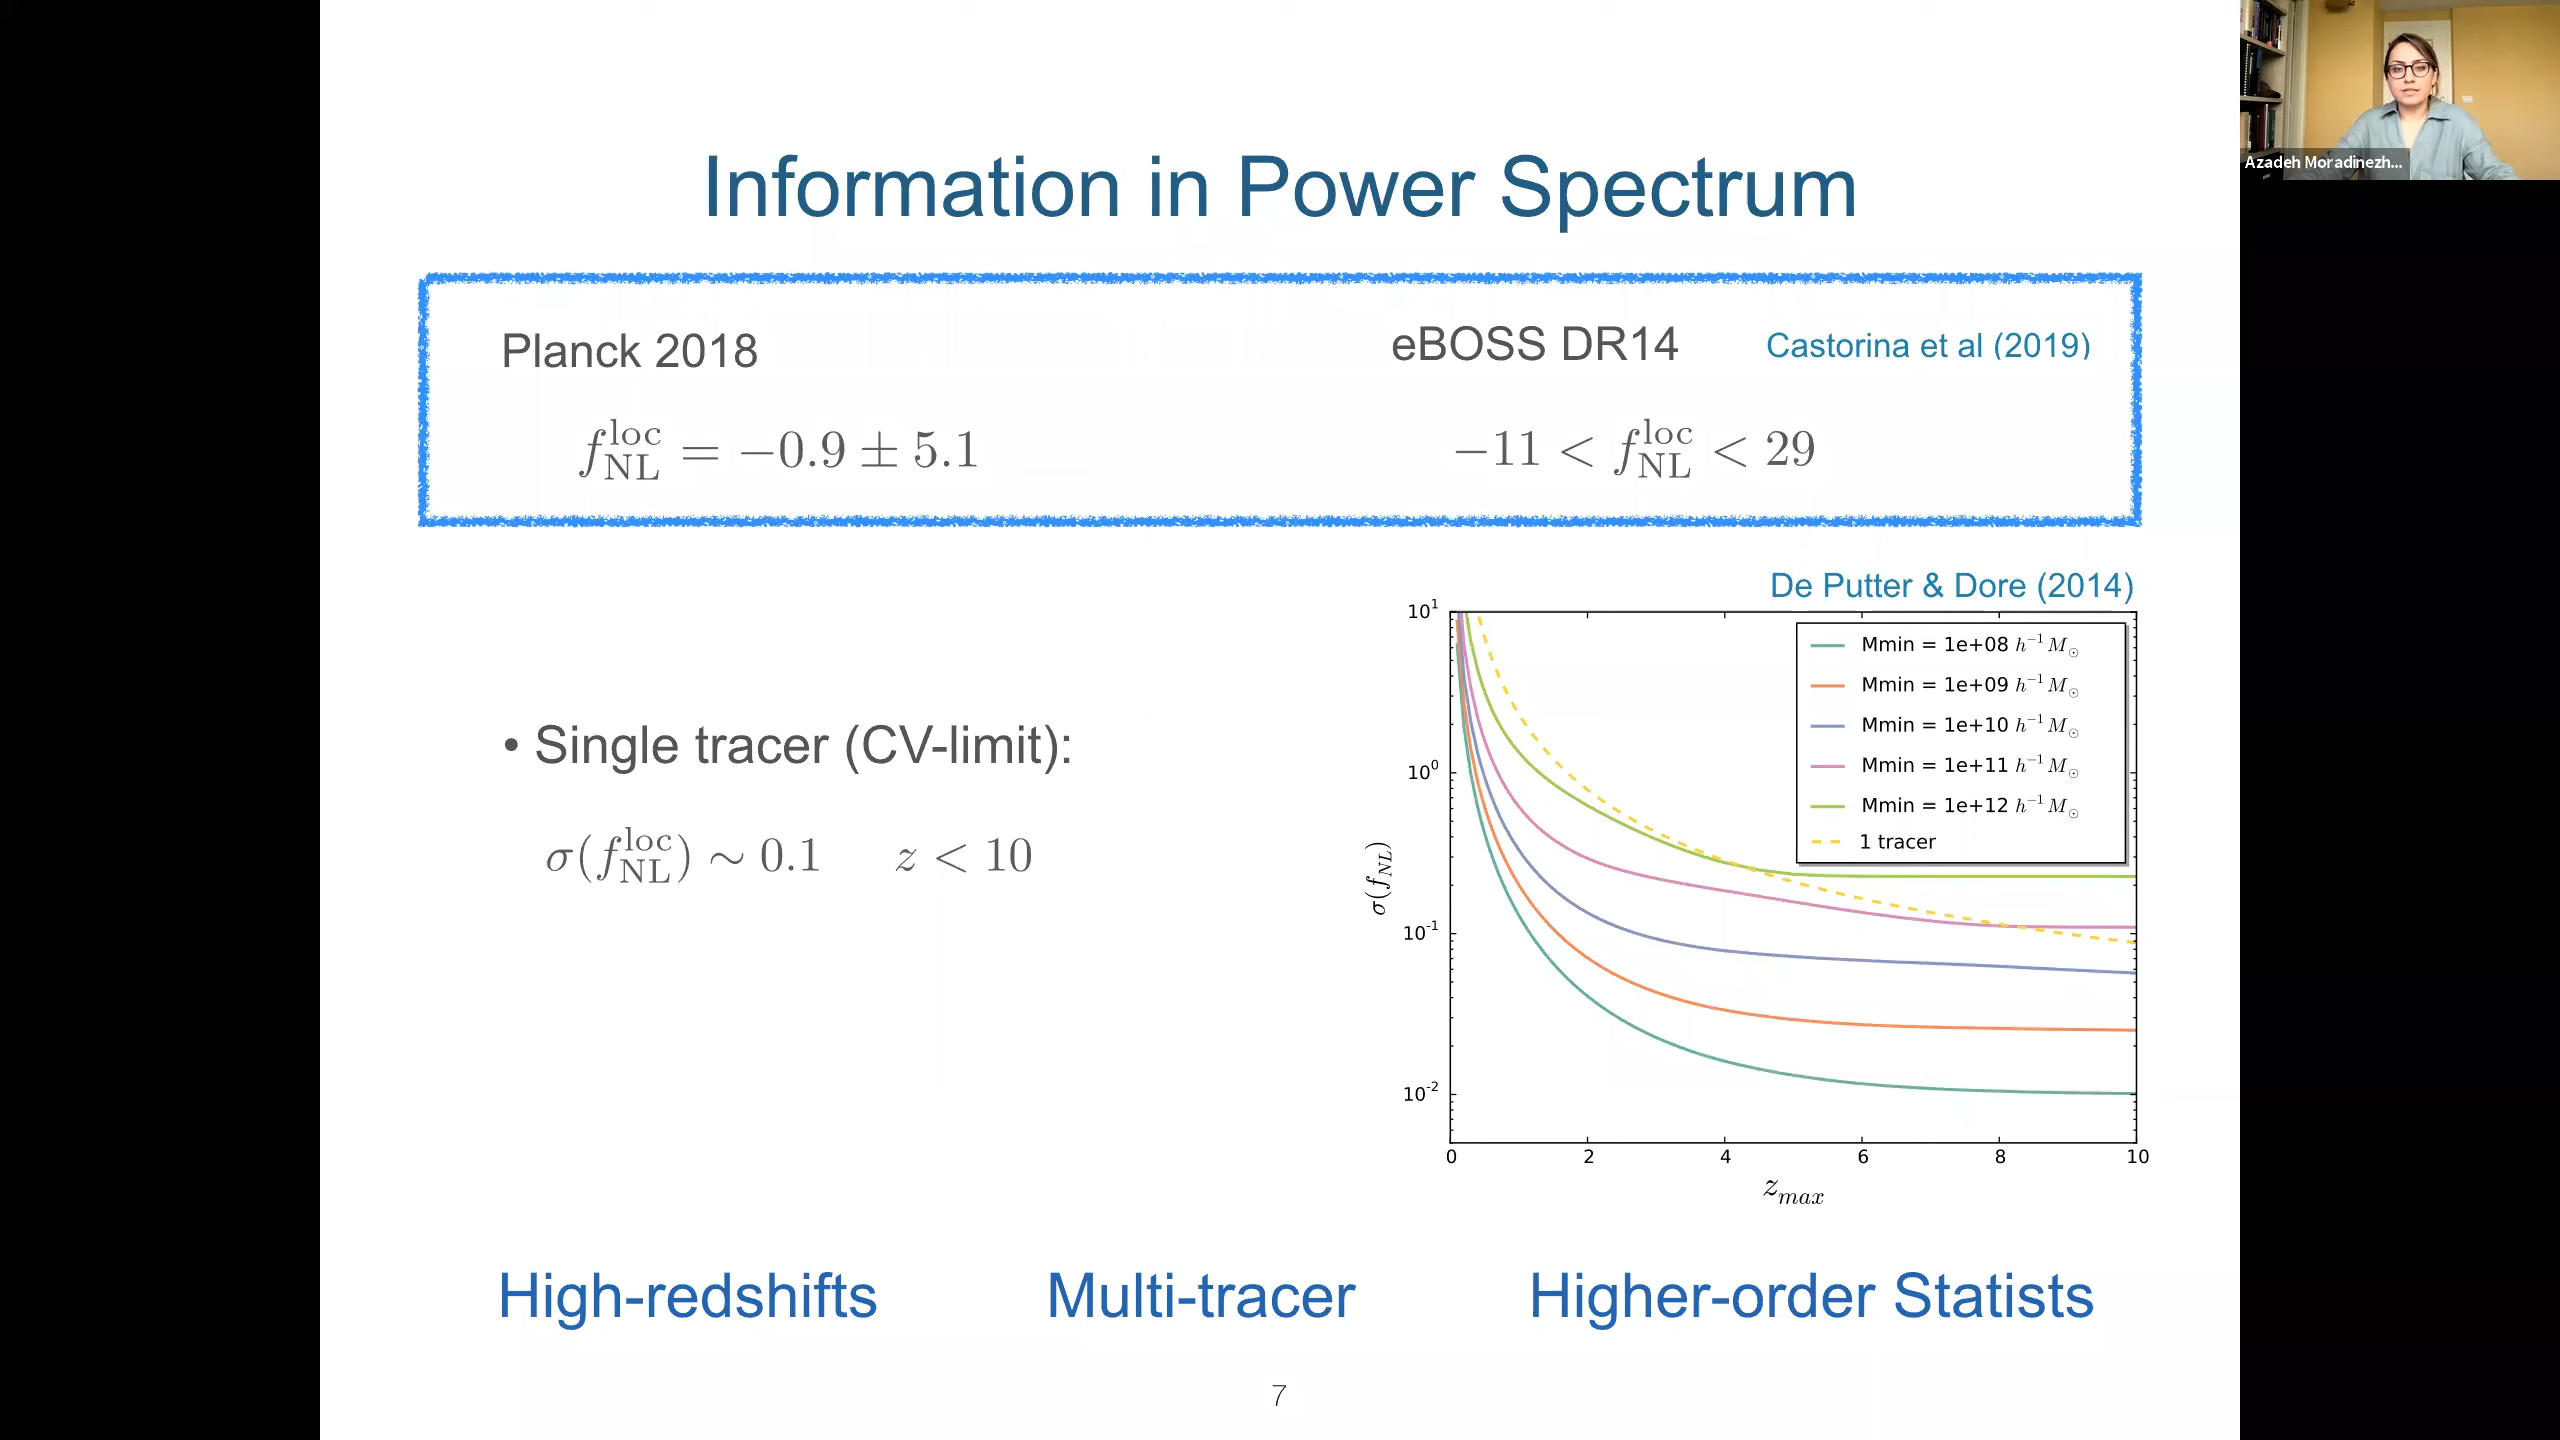 Azadeh Moradinezh...
Information in Power Spectrum
Planck 2018
eBOSS DR14
Castorina et al (2019)
f_NL^loc = −0.9 ± 5.1
−11 < f_NL^loc < 29
De Putter & Dore (2014)
• Single tracer (CV-limit):
σ(f_NL^loc) ~ 0.1 z < 10
10^1
10^0
10^-1
10^-2
σ(f_NL)
Mmin = 1e+08 h^−1 M_⊙
Mmin = 1e+09 h^−1 M_⊙
Mmin = 1e+10 h^−1 M_⊙
Mmin = 1e+11 h^−1 M_⊙
Mmin = 1e+12 h^−1 M_⊙
1 tracer
0 2 4 6 8 10
z_max
High-redshifts
Multi-tracer
Higher-order Statists
7